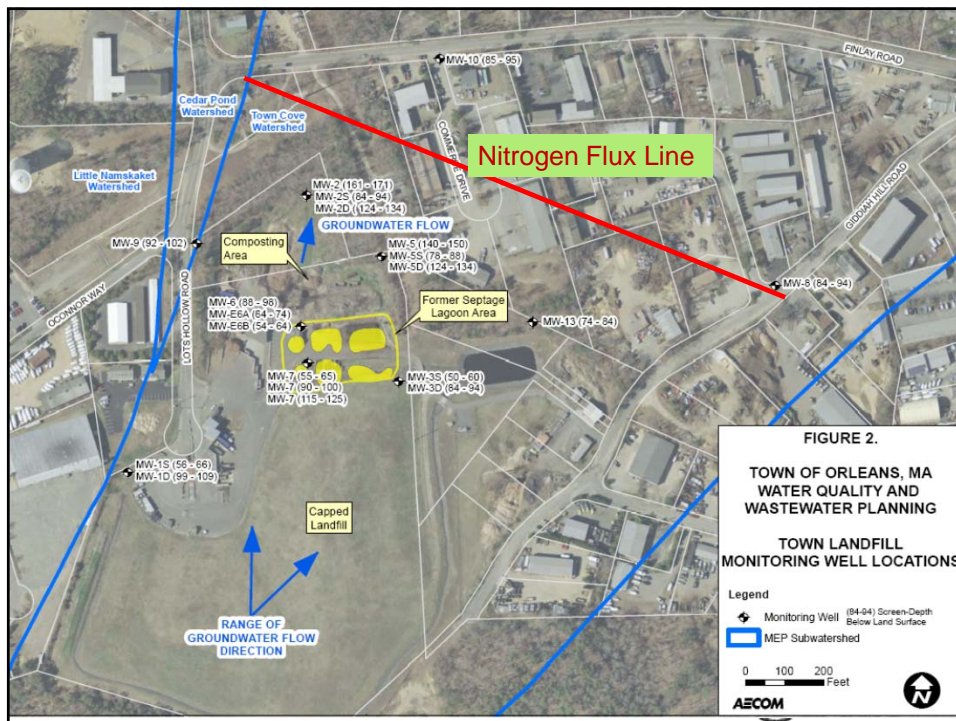 MW-10 (85 - 95)
FINLAY ROAD
Cedar Pond
Watershed
Town Cove
Watershed
COMMERCE DRIVE
Nitrogen Flux Line
Little Namskaket
Watershed
MW-2 (161 - 171)
MW-2S (84 - 94)
MW-2D (124 - 134)
GROUNDWATER FLOW
GIDDIAH HILL ROAD
MW-9 (92 - 102)
Composting
Area
MW-5 (140 - 150)
MW-5S (78 - 88)
MW-5D (124 - 134)
MW-8 (84 - 94)
OCONNOR WAY
LOTS HOLLOW ROAD
MW-6 (88 - 98)
MW-E6A (64 - 74)
MW-E6B (54 - 64)
Former Septage
Lagoon Area
MW-13 (74 - 84)
MW-7 (55 - 65)
MW-7 (90 - 100)
MW-7 (115 - 125)
MW-3S (50 - 60)
MW-3D (84 - 94)
MW-1S (56 - 66)
MW-1D (99 - 109)
Capped
Landfill
RANGE OF
GROUNDWATER FLOW
DIRECTION
FIGURE 2.
TOWN OF ORLEANS, MA
WATER QUALITY AND
WASTEWATER PLANNING
TOWN LANDFILL
MONITORING WELL LOCATIONS
Legend
Monitoring Well (84-94) Screen-Depth
Below Land Surface
MEP Subwatershed
0 100 200
Feet
AECOM
N